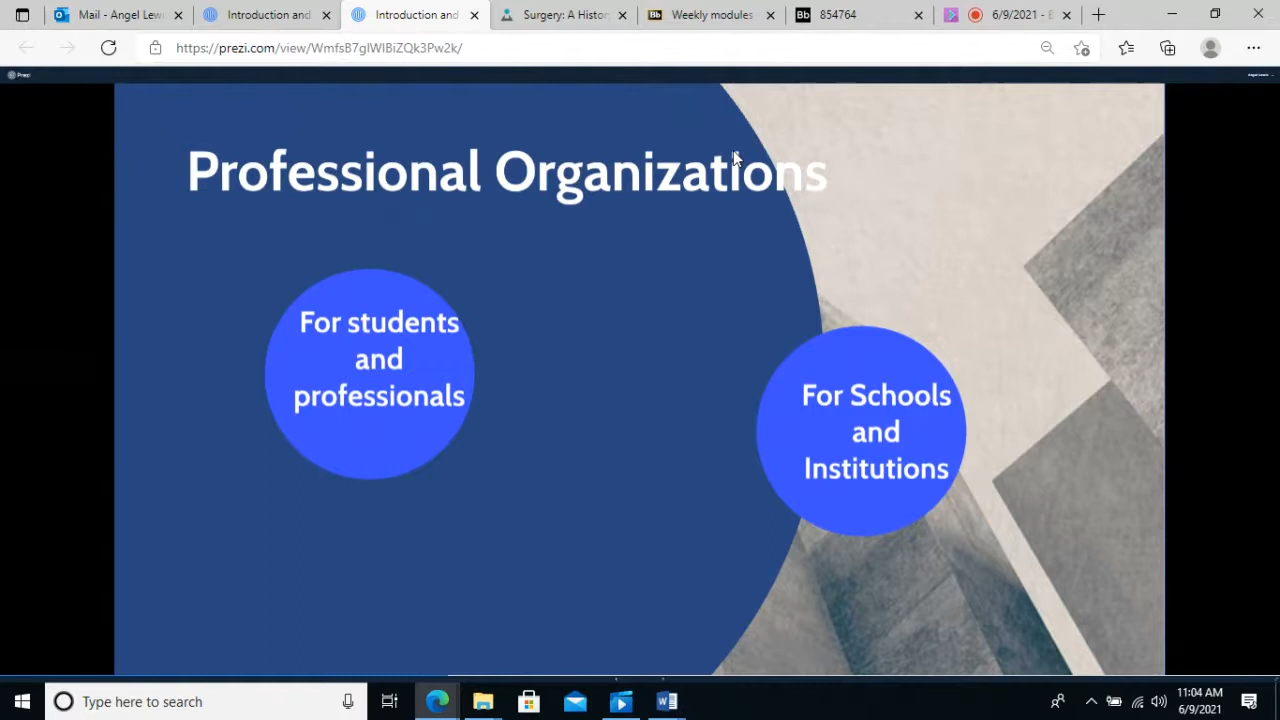 Mail - Angel Lew
Introduction and
Introduction and
Surgery: A Histor
Weekly modules
854764
6/9/2021 - E
https://prezi.com/view/WmfsB7glWlBiZQk3Pw2k/
Prezi
Professional Organizations
For students
and
professionals
For Schools
and
Institutions
Type here to search
11:04 AM
6/9/2021